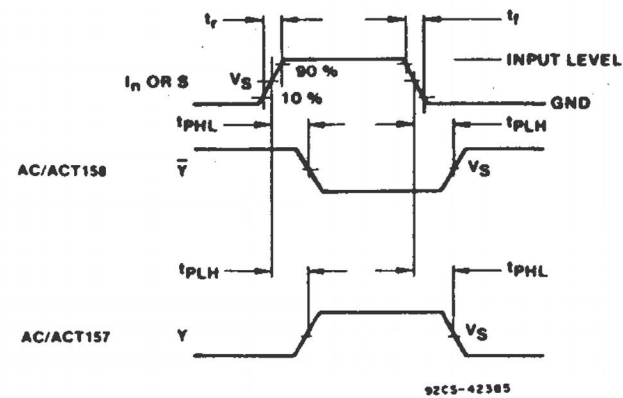 tr tf
INPUT LEVEL
90 %
In OR S VS
10 %
GND
tPHL tPLH
AC/ACT158 Y̅ VS
tPLH tPHL
AC/ACT157 Y VS
92CS-42385